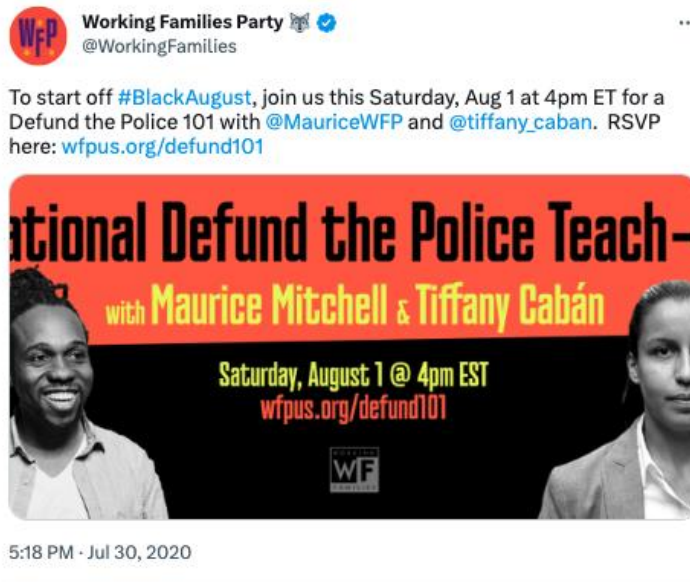 WFP
Working Families Party 🐺
@WorkingFamilies
To start off #BlackAugust, join us this Saturday, Aug 1 at 4pm ET for a
Defund the Police 101 with @MauriceWFP and @tiffany_caban. RSVP
here: wfpus.org/defund101
ational Defund the Police Teach-
with Maurice Mitchell & Tiffany Cabán
Saturday, August 1 @ 4pm EST
wfpus.org/defund101
WORKING
WF
FAMILIES
5:18 PM · Jul 30, 2020